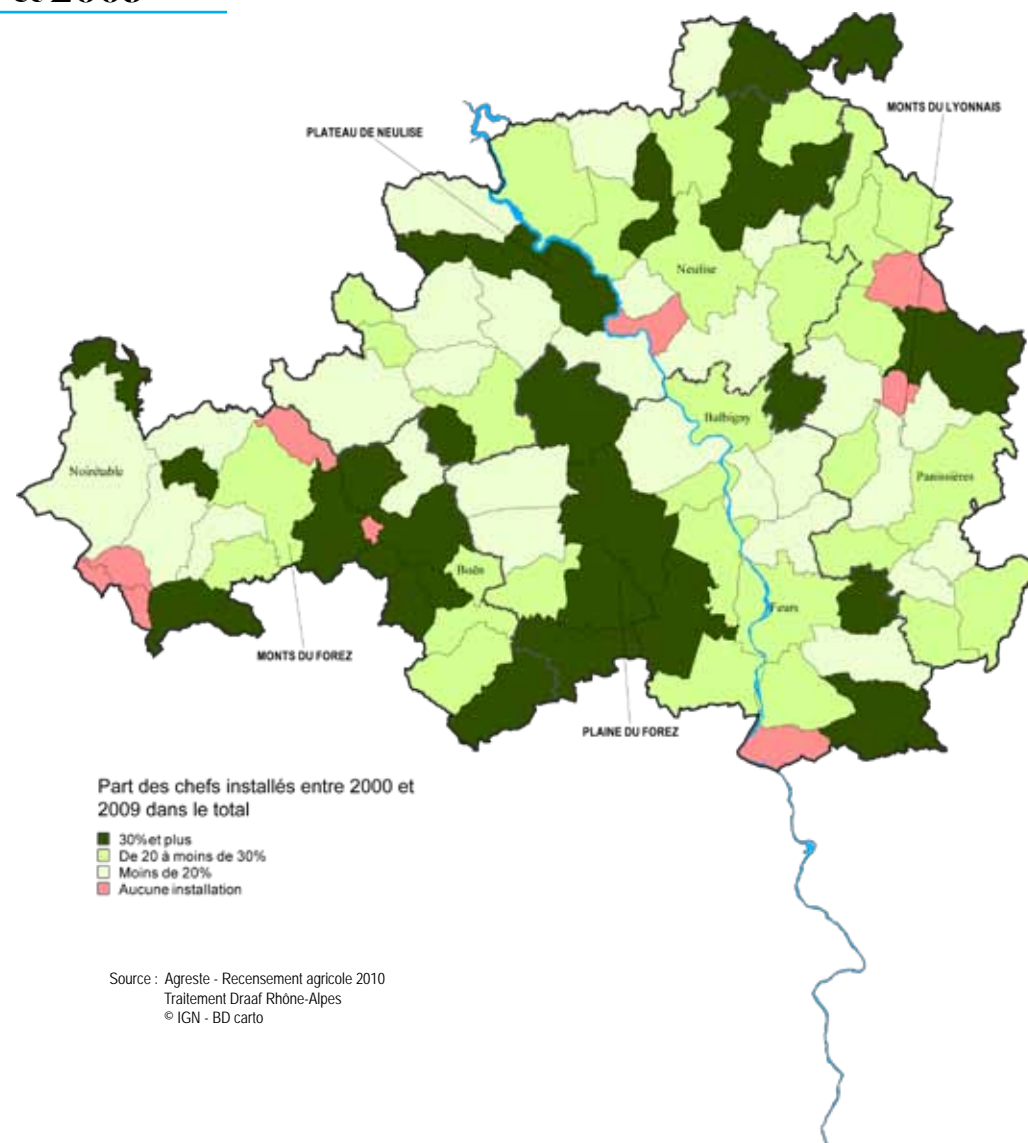 PLATEAU DE NEULISE
MONTS DU LYONNAIS
Neulise
Balbigny
Noirétable
Panissières
Boën
Feurs
MONTS DU FOREZ
PLAINE DU FOREZ
Part des chefs installés entre 2000 et
2009 dans le total
30%et plus
De 20 à moins de 30%
Moins de 20%
Aucune installation
Source : Agreste - Recensement agricole 2010
Traitement Draaf Rhône-Alpes
© IGN - BD carto